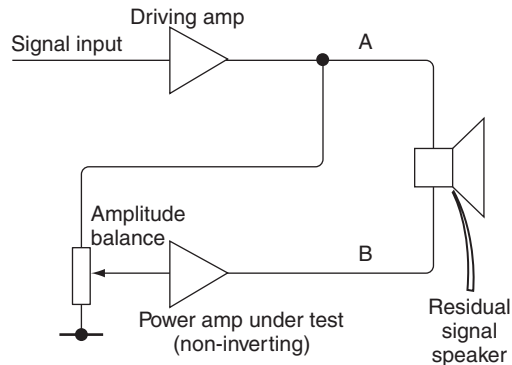 Driving amp
Signal input
A
Amplitude
balance
B
Power amp under test
(non-inverting)
Residual
signal
speaker